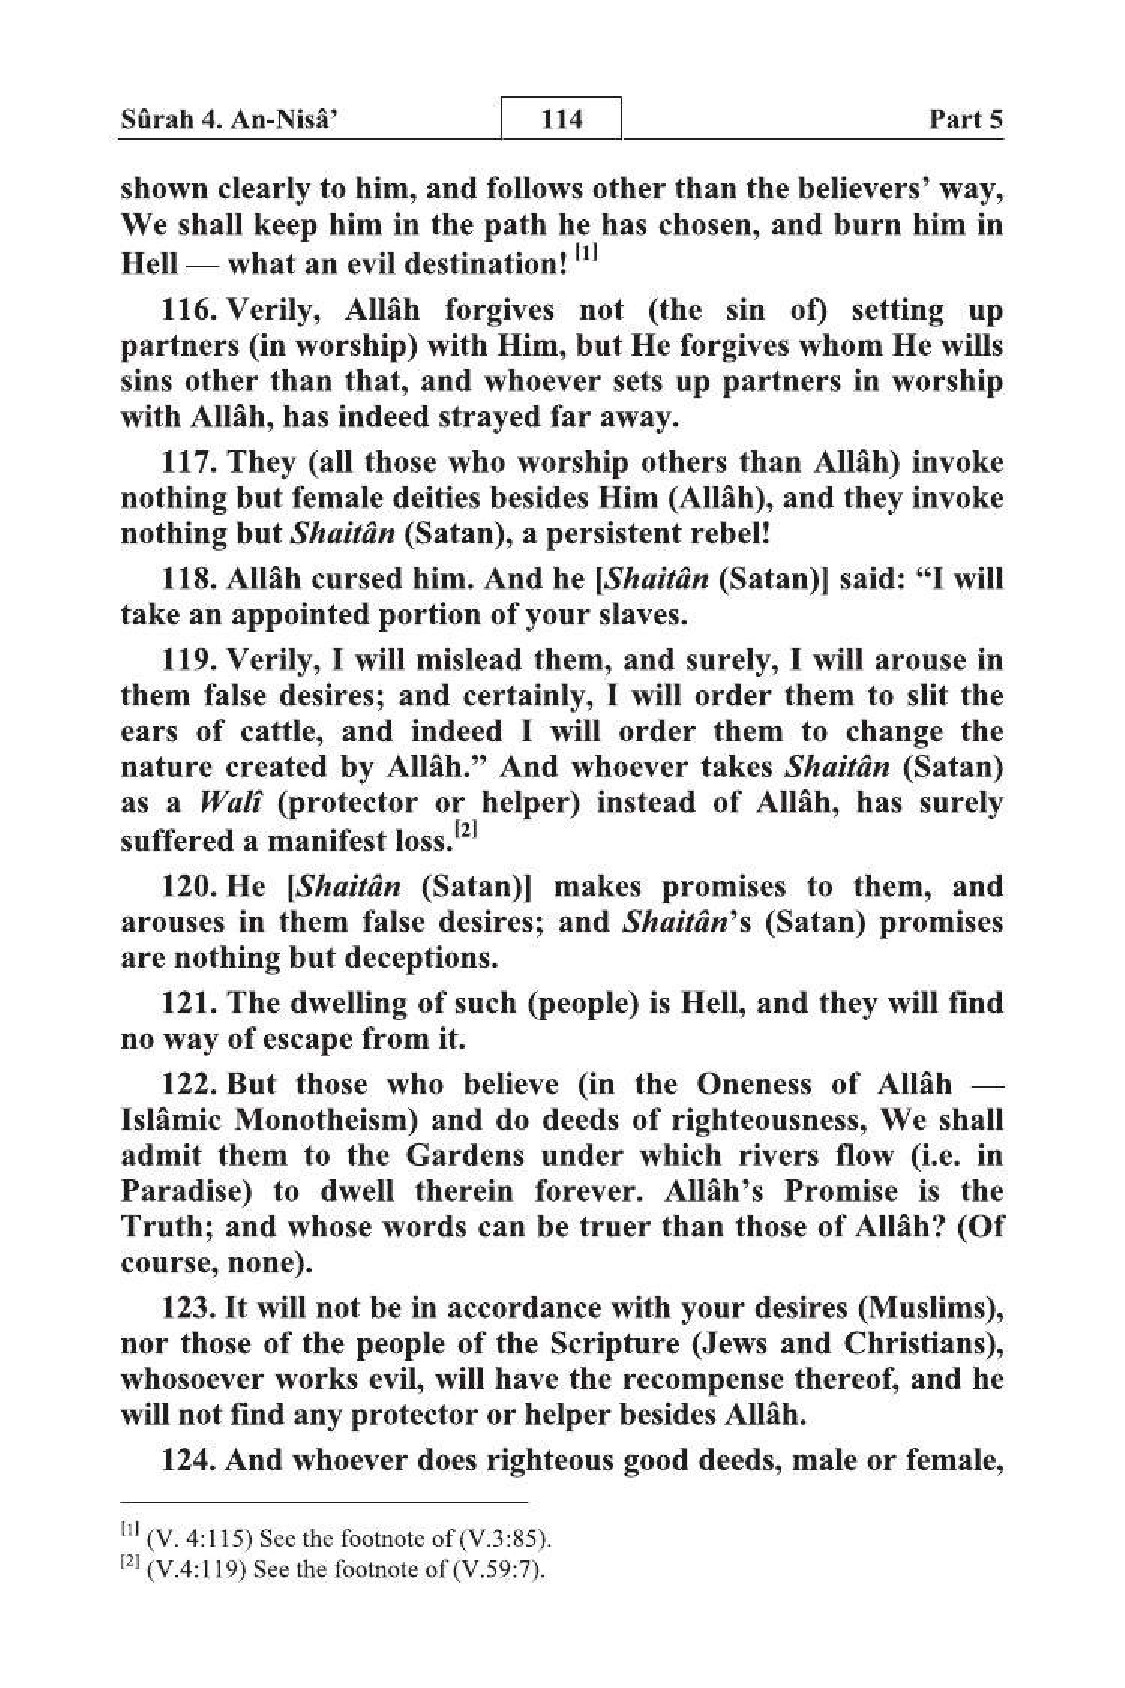 Sûrah 4. An-Nisâ’ 114 Part 5
shown clearly to him, and follows other than the believers’ way,
We shall keep him in the path he has chosen, and burn him in
Hell — what an evil destination! [1]
116. Verily, Allâh forgives not (the sin of) setting up
partners (in worship) with Him, but He forgives whom He wills
sins other than that, and whoever sets up partners in worship
with Allâh, has indeed strayed far away.
117. They (all those who worship others than Allâh) invoke
nothing but female deities besides Him (Allâh), and they invoke
nothing but Shaitân (Satan), a persistent rebel!
118. Allâh cursed him. And he [Shaitân (Satan)] said: “I will
take an appointed portion of your slaves.
119. Verily, I will mislead them, and surely, I will arouse in
them false desires; and certainly, I will order them to slit the
ears of cattle, and indeed I will order them to change the
nature created by Allâh.” And whoever takes Shaitân (Satan)
as a Walî (protector or helper) instead of Allâh, has surely
suffered a manifest loss.[2]
120. He [Shaitân (Satan)] makes promises to them, and
arouses in them false desires; and Shaitân’s (Satan) promises
are nothing but deceptions.
121. The dwelling of such (people) is Hell, and they will find
no way of escape from it.
122. But those who believe (in the Oneness of Allâh —
Islâmic Monotheism) and do deeds of righteousness, We shall
admit them to the Gardens under which rivers flow (i.e. in
Paradise) to dwell therein forever. Allâh’s Promise is the
Truth; and whose words can be truer than those of Allâh? (Of
course, none).
123. It will not be in accordance with your desires (Muslims),
nor those of the people of the Scripture (Jews and Christians),
whosoever works evil, will have the recompense thereof, and he
will not find any protector or helper besides Allâh.
124. And whoever does righteous good deeds, male or female,
[1] (V. 4:115) See the footnote of (V.3:85).
[2] (V.4:119) See the footnote of (V.59:7).